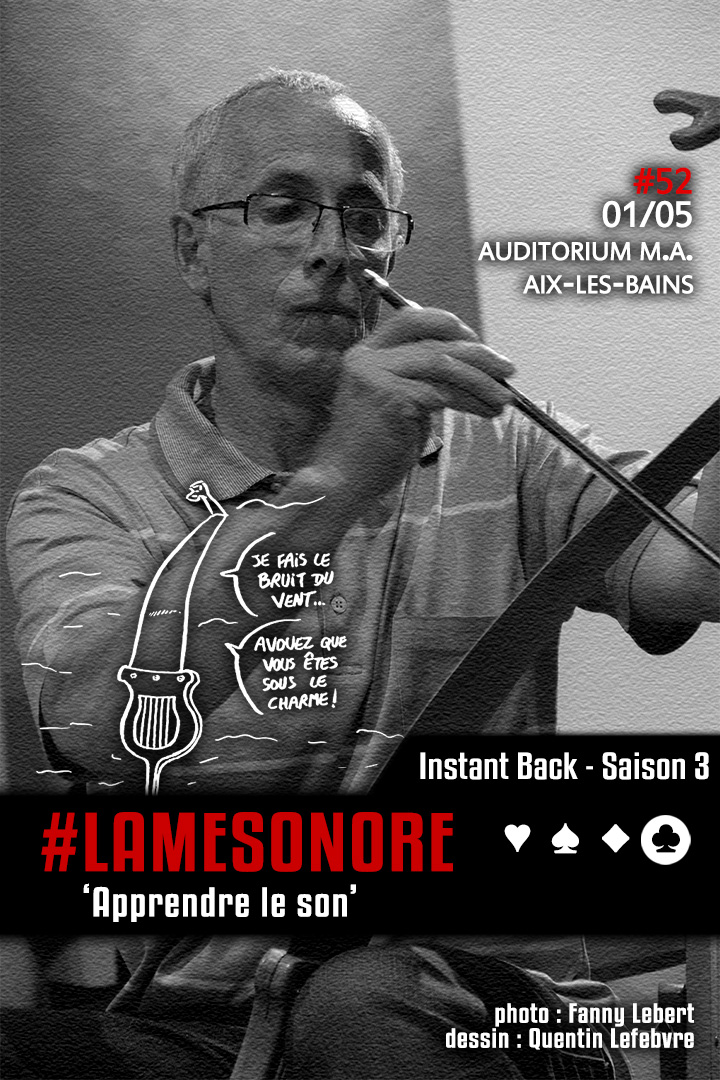 #52
01/05
AUDITORIUM M.A.
AIX-LES-BAINS
JE FAIS LE
BRUIT DU
VENT...
AVOUEZ QUE
VOUS ÊTES
SOUS LE
CHARME!
Instant Back - Saison 3
#LAMESONORE
‘Apprendre le son’
photo : Fanny Lebert
dessin : Quentin Lefebvre